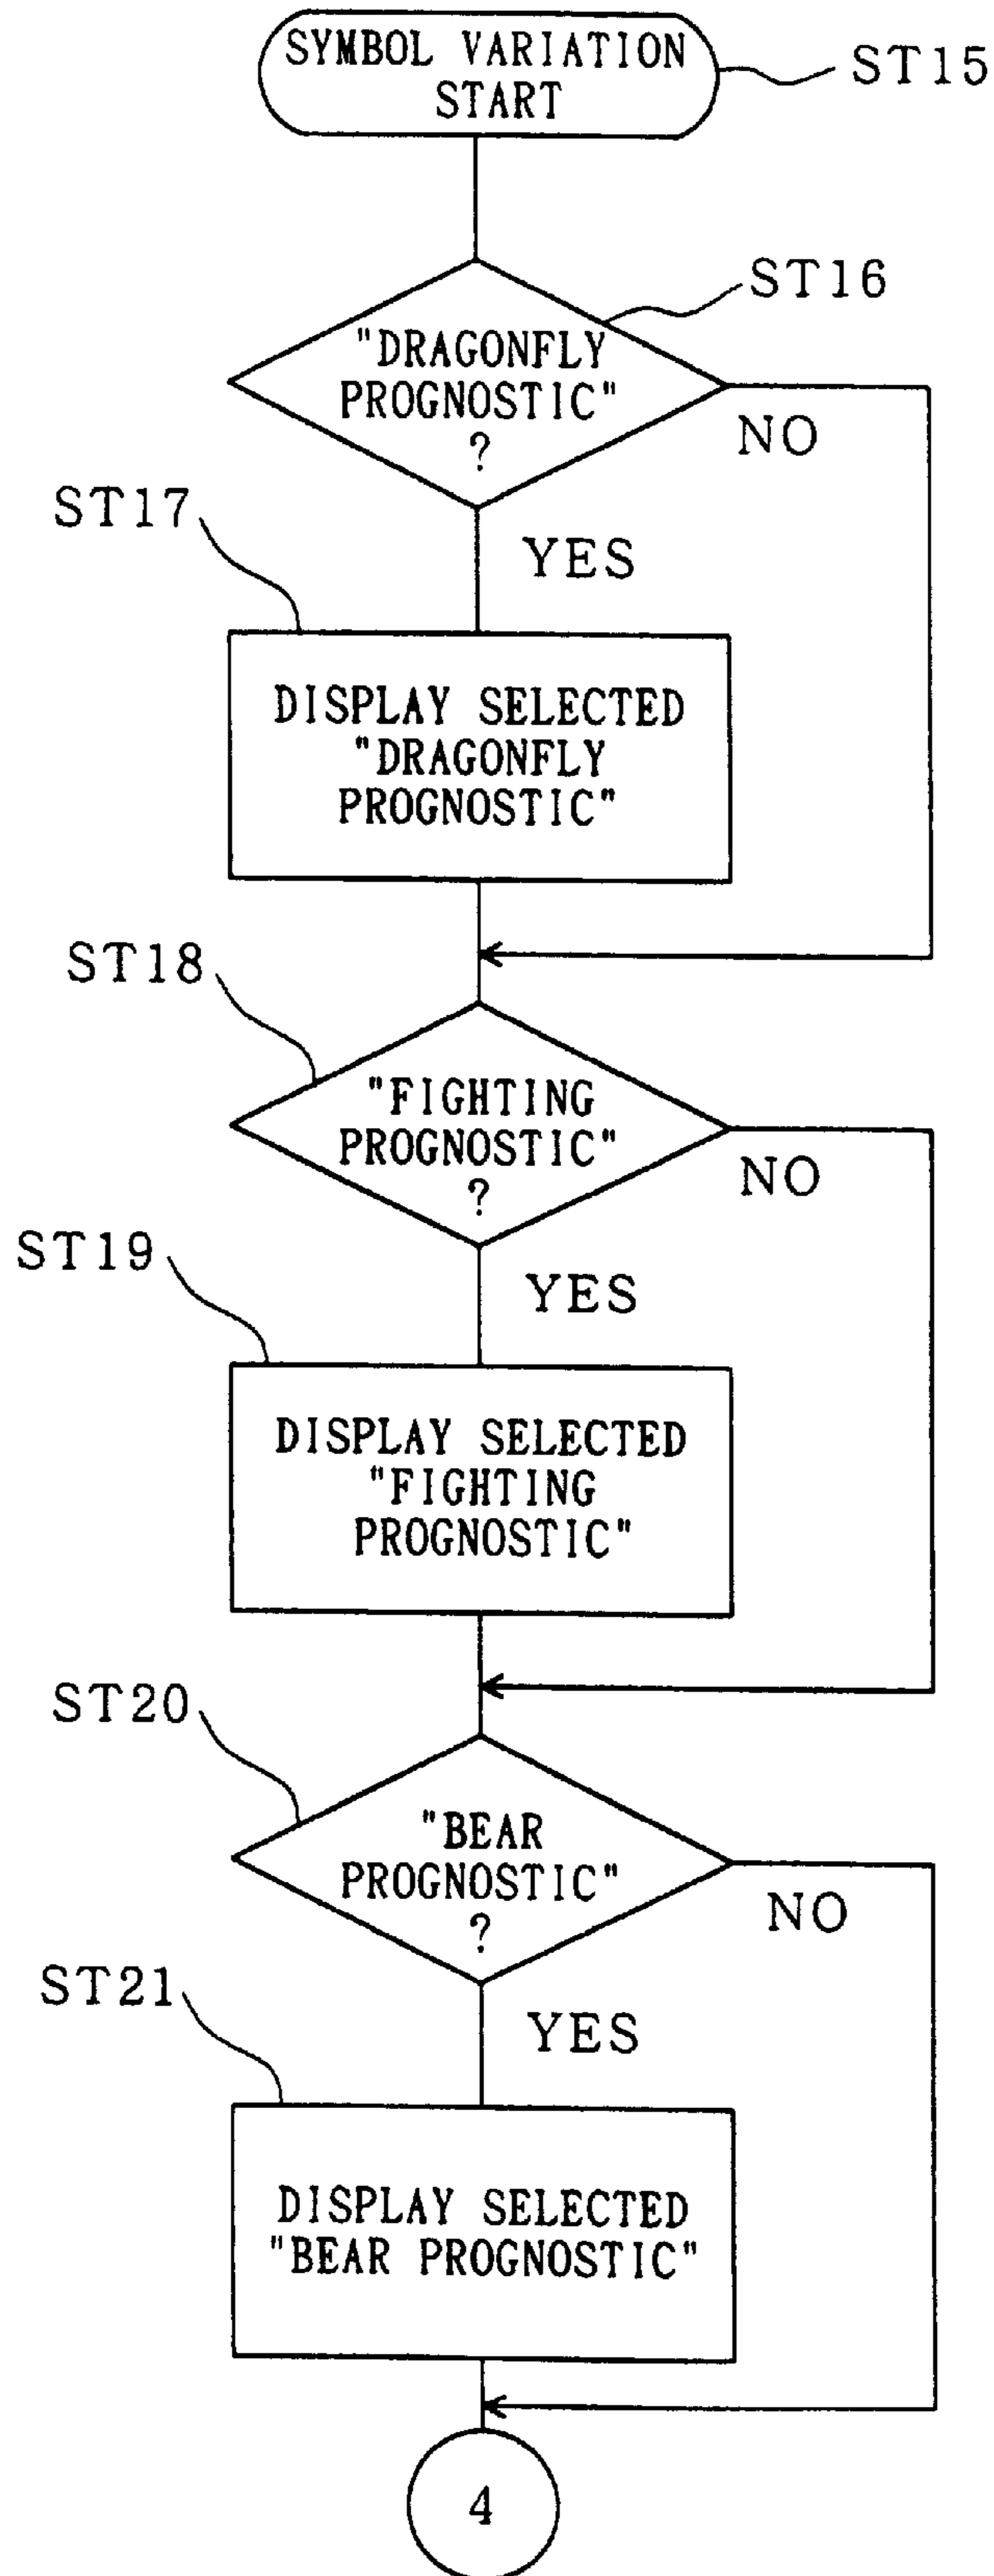 SYMBOL VARIATION
START
ST15
ST16
"DRAGONFLY
PROGNOSTIC"
?
NO
ST17
YES
DISPLAY SELECTED
"DRAGONFLY
PROGNOSTIC"
ST18
"FIGHTING
PROGNOSTIC"
?
NO
ST19
YES
DISPLAY SELECTED
"FIGHTING
PROGNOSTIC"
ST20
"BEAR
PROGNOSTIC"
?
NO
ST21
YES
DISPLAY SELECTED
"BEAR PROGNOSTIC"
4